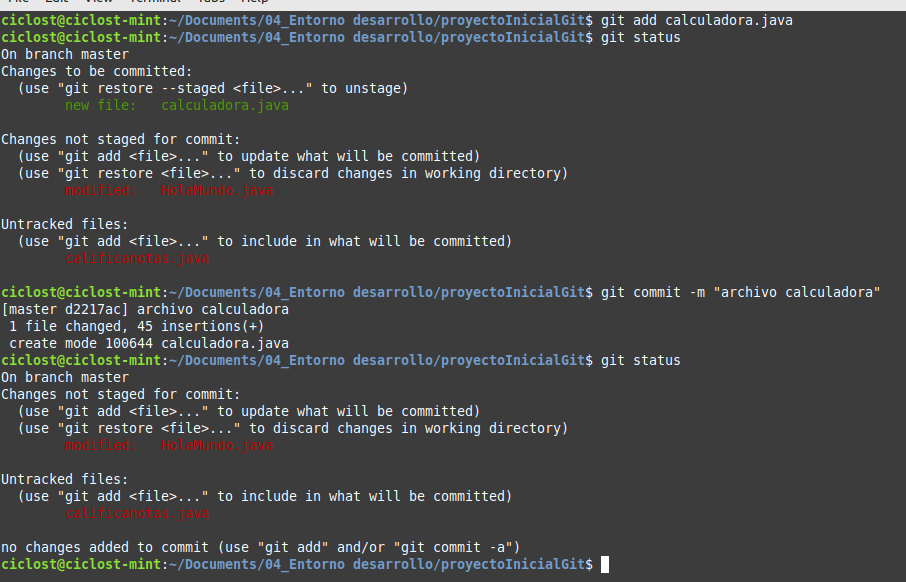 File Edit View Terminal Tabs Help
ciclost@ciclost-mint:~/Documents/04_Entorno desarrollo/proyectoInicialGit$ git add calculadora.java
ciclost@ciclost-mint:~/Documents/04_Entorno desarrollo/proyectoInicialGit$ git status
On branch master
Changes to be committed:
  (use "git restore --staged <file>..." to unstage)
        new file:   calculadora.java

Changes not staged for commit:
  (use "git add <file>..." to update what will be committed)
  (use "git restore <file>..." to discard changes in working directory)
        modified:   HolaMundo.java

Untracked files:
  (use "git add <file>..." to include in what will be committed)
        calificanotas.java

ciclost@ciclost-mint:~/Documents/04_Entorno desarrollo/proyectoInicialGit$ git commit -m "archivo calculadora"
[master d2217ac] archivo calculadora
 1 file changed, 45 insertions(+)
 create mode 100644 calculadora.java
ciclost@ciclost-mint:~/Documents/04_Entorno desarrollo/proyectoInicialGit$ git status
On branch master
Changes not staged for commit:
  (use "git add <file>..." to update what will be committed)
  (use "git restore <file>..." to discard changes in working directory)
        modified:   HolaMundo.java

Untracked files:
  (use "git add <file>..." to include in what will be committed)
        calificanotas.java

no changes added to commit (use "git add" and/or "git commit -a")
ciclost@ciclost-mint:~/Documents/04_Entorno desarrollo/proyectoInicialGit$